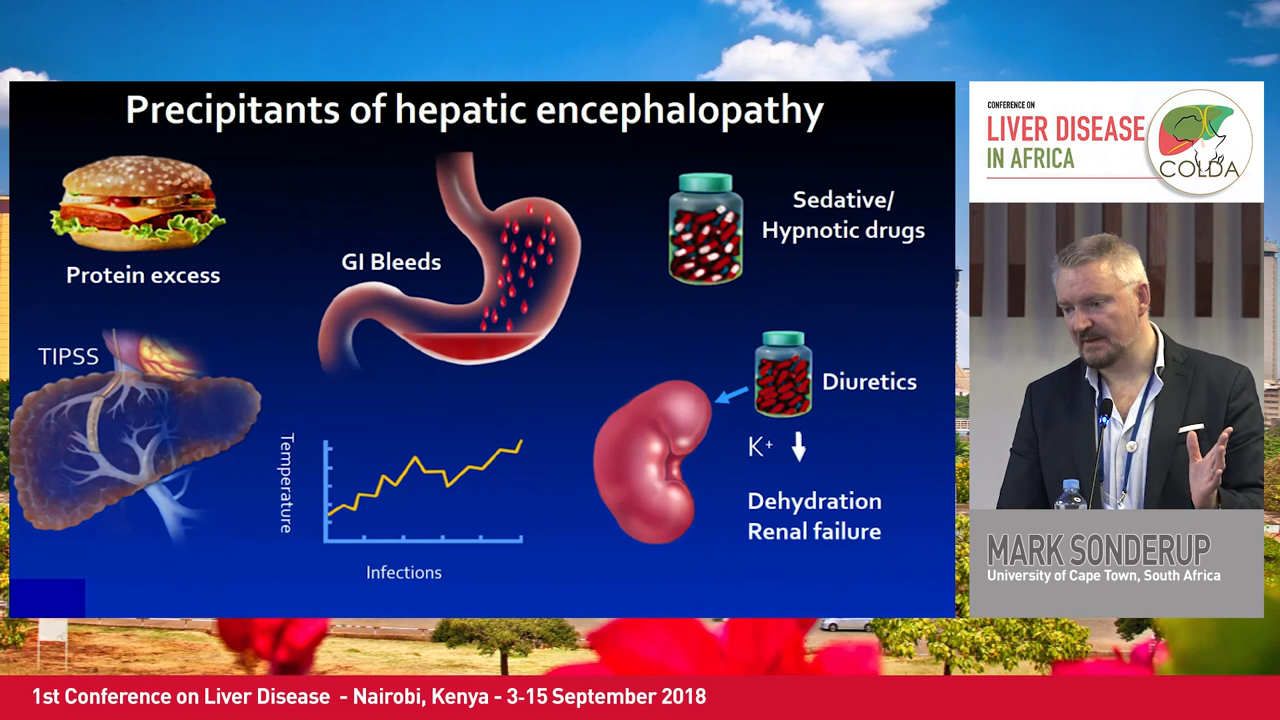 Precipitants of hepatic encephalopathy
Protein excess
GI Bleeds
Sedative/
Hypnotic drugs
TIPSS
Temperature
Infections
Diuretics
K+
Dehydration
Renal failure
CONFERENCE ON
LIVER DISEASE
IN AFRICA
COLDA
MARK SONDERUP
University of Cape Town, South Africa
1st Conference on Liver Disease - Nairobi, Kenya - 3-15 September 2018